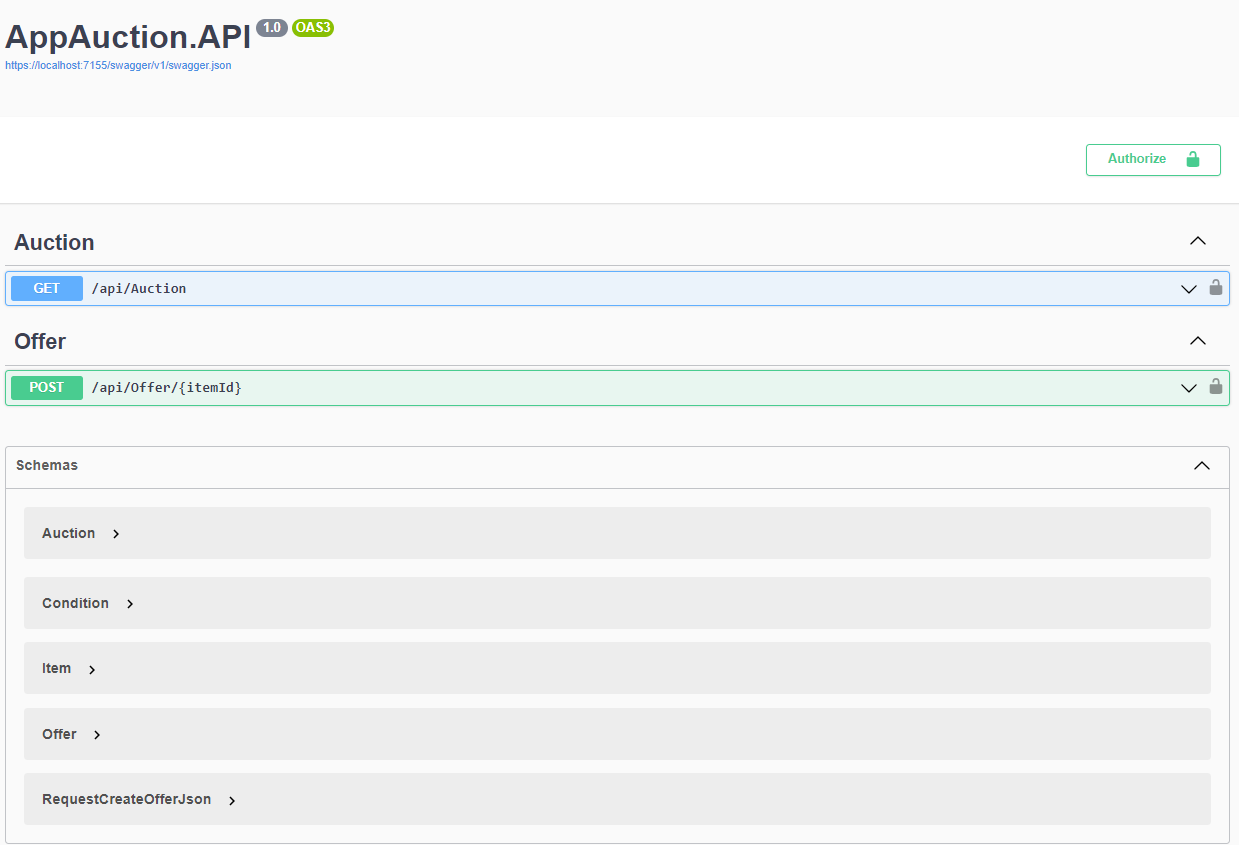 AppAuction.API 1.0 OAS3
https://localhost:7155/swagger/v1/swagger.json
Authorize
Auction
GET /api/Auction
Offer
POST /api/Offer/{itemId}
Schemas
Auction
Condition
Item
Offer
RequestCreateOfferJson